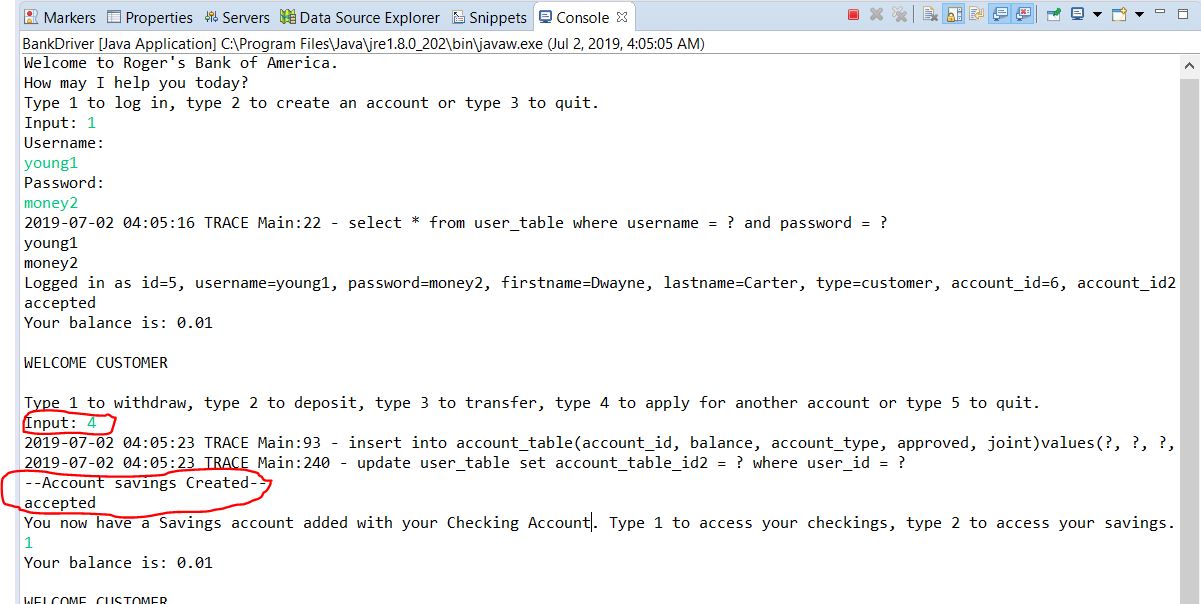 Markers Properties Servers Data Source Explorer Snippets Console
BankDriver [Java Application] C:\Program Files\Java\jre1.8.0_202\bin\javaw.exe (Jul 2, 2019, 4:05:05 AM)
Welcome to Roger's Bank of America.
How may I help you today?
Type 1 to log in, type 2 to create an account or type 3 to quit.
Input: 1
Username:
young1
Password:
money2
2019-07-02 04:05:16 TRACE Main:22 - select * from user_table where username = ? and password = ?
young1
money2
Logged in as id=5, username=young1, password=money2, firstname=Dwayne, lastname=Carter, type=customer, account_id=6, account_id2
accepted
Your balance is: 0.01
WELCOME CUSTOMER
Type 1 to withdraw, type 2 to deposit, type 3 to transfer, type 4 to apply for another account or type 5 to quit.
Input: 4
2019-07-02 04:05:23 TRACE Main:93 - insert into account_table(account_id, balance, account_type, approved, joint)values(?, ?, ?,
2019-07-02 04:05:23 TRACE Main:240 - update user_table set account_table_id2 = ? where user_id = ?
--Account savings Created--
accepted
You now have a Savings account added with your Checking Account. Type 1 to access your checkings, type 2 to access your savings.
1
Your balance is: 0.01
WELCOME CUSTOMER